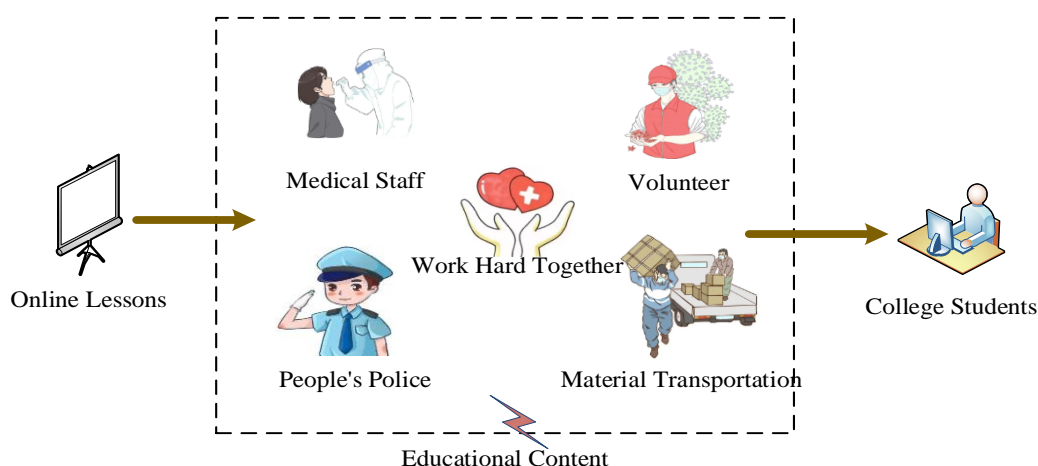 Medical Staff
Volunteer
Work Hard Together
Online Lessons
College Students
People's Police
Material Transportation
Educational Content